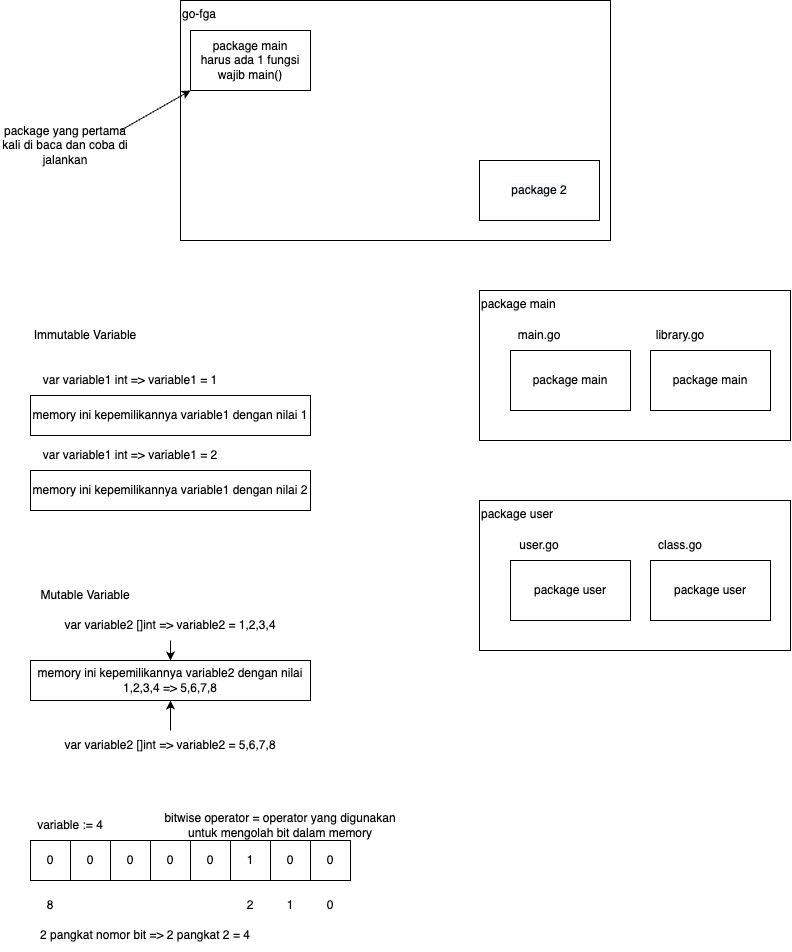 go-fga
package main
harus ada 1 fungsi
wajib main()
package yang pertama
kali di baca dan coba di
jalankan
package 2
package main
main.go
library.go
package main
package main
Immutable Variable
var variable1 int => variable1 = 1
memory ini kepemilikannya variable1 dengan nilai 1
var variable1 int => variable1 = 2
memory ini kepemilikannya variable1 dengan nilai 2
package user
user.go
class.go
package user
package user
Mutable Variable
var variable2 []int => variable2 = 1,2,3,4
memory ini kepemilikannya variable2 dengan nilai
1,2,3,4 => 5,6,7,8
var variable2 []int => variable2 = 5,6,7,8
variable := 4
bitwise operator = operator yang digunakan
untuk mengolah bit dalam memory
0 0 0 0 0 1 0 0
8 2 1 0
2 pangkat nomor bit => 2 pangkat 2 = 4